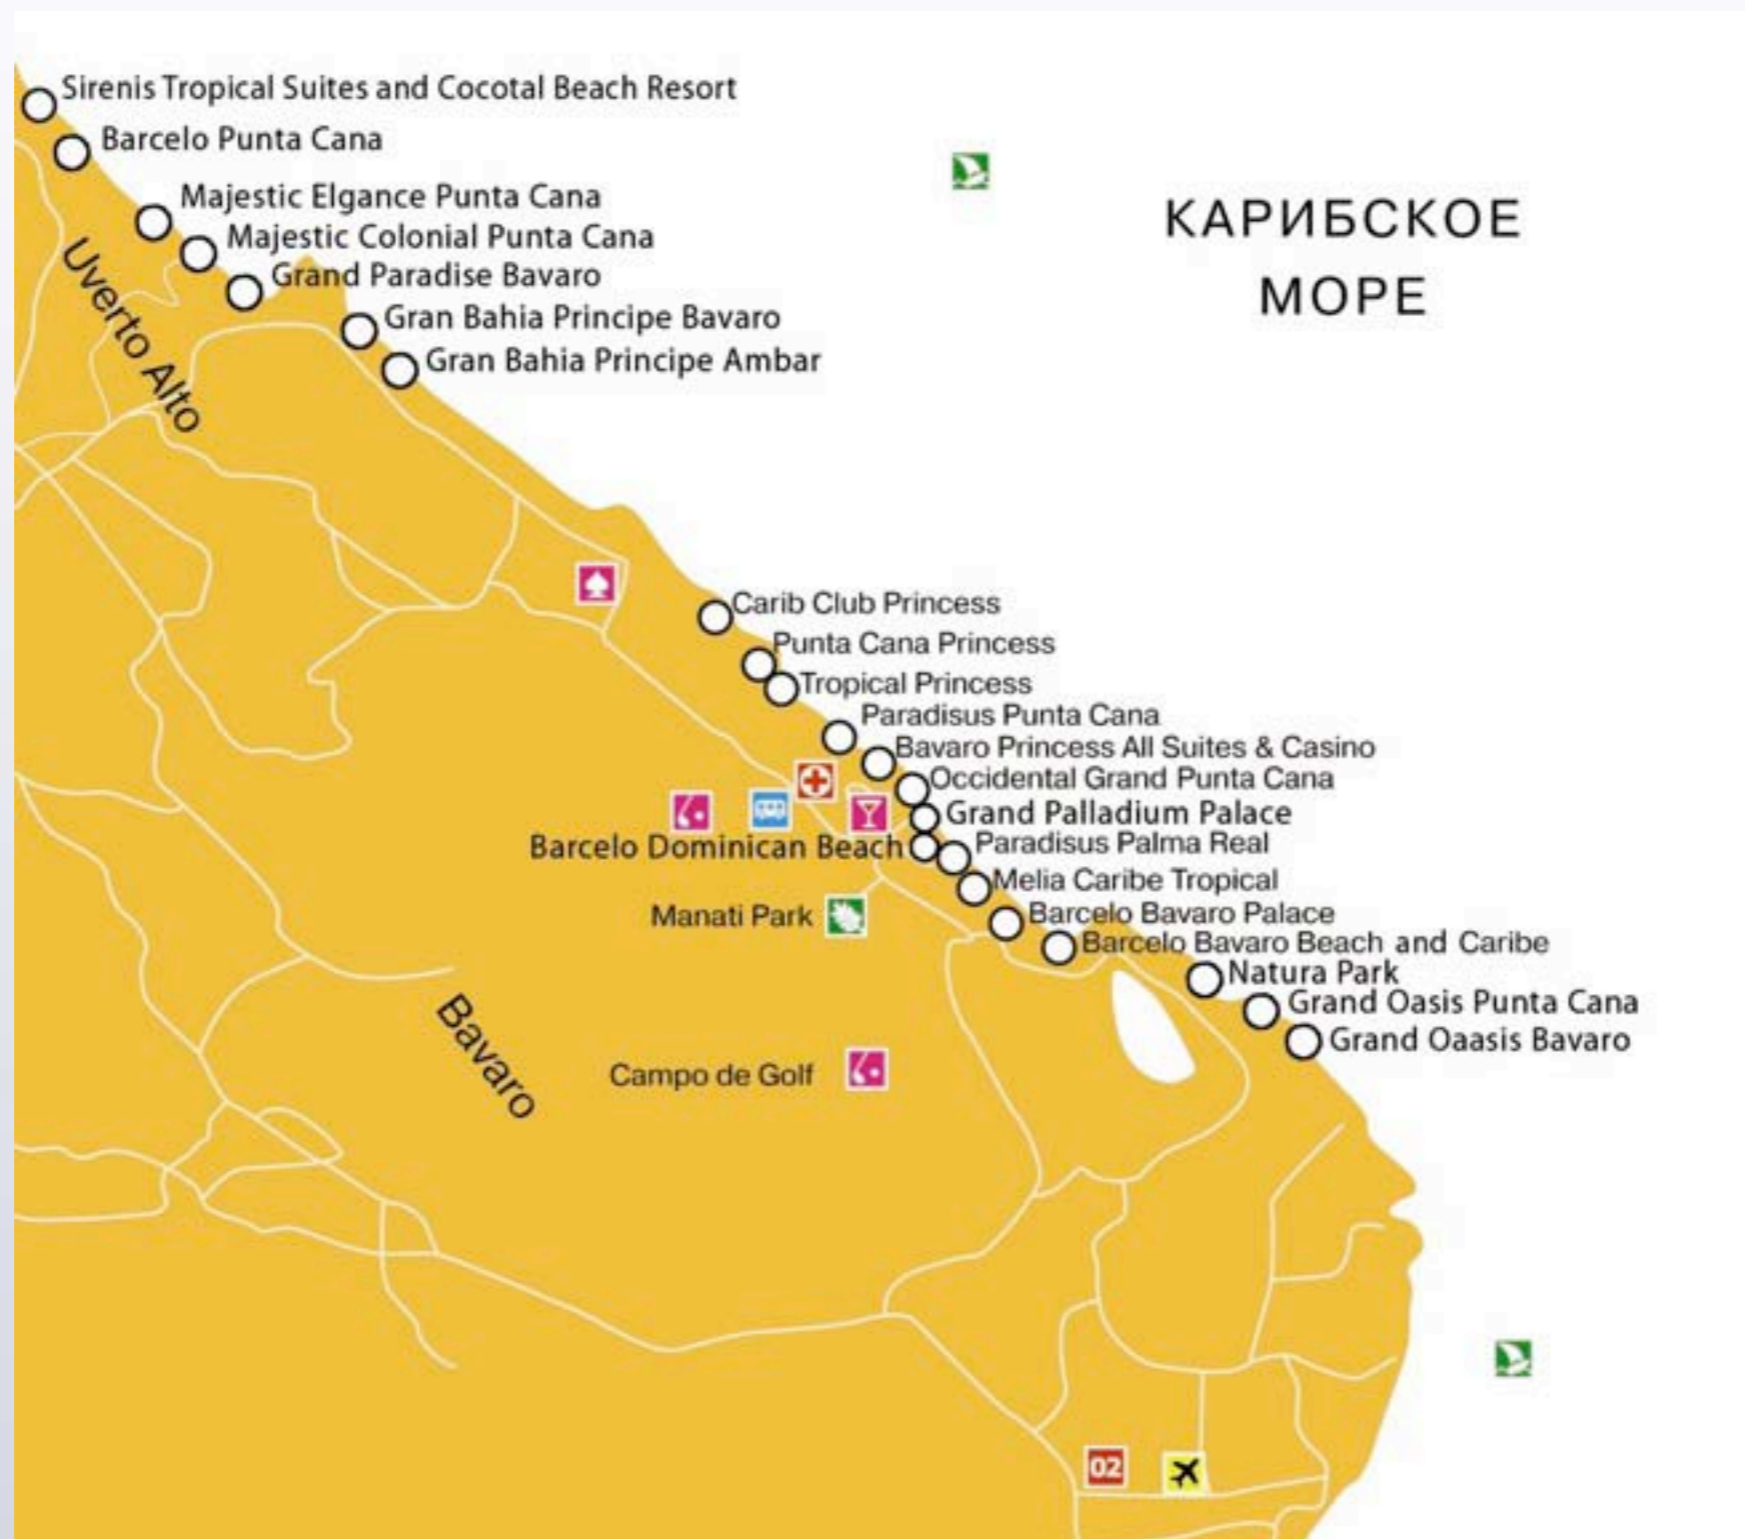 Sirenis Tropical Suites and Cocotal Beach Resort
Barcelo Punta Cana
Majestic Elgance Punta Cana
Majestic Colonial Punta Cana
Grand Paradise Bavaro
Gran Bahia Principe Bavaro
Gran Bahia Principe Ambar
КАРИБСКОЕ
МОРЕ
Uverto Alto
Carib Club Princess
Punta Cana Princess
Tropical Princess
Paradisus Punta Cana
Bavaro Princess All Suites & Casino
Occidental Grand Punta Cana
Grand Palladium Palace
Barcelo Dominican Beach
Paradisus Palma Real
Melia Caribe Tropical
Manati Park
Barcelo Bavaro Palace
Barcelo Bavaro Beach and Caribe
Natura Park
Grand Oasis Punta Cana
Grand Oaasis Bavaro
Bavaro
Campo de Golf
02